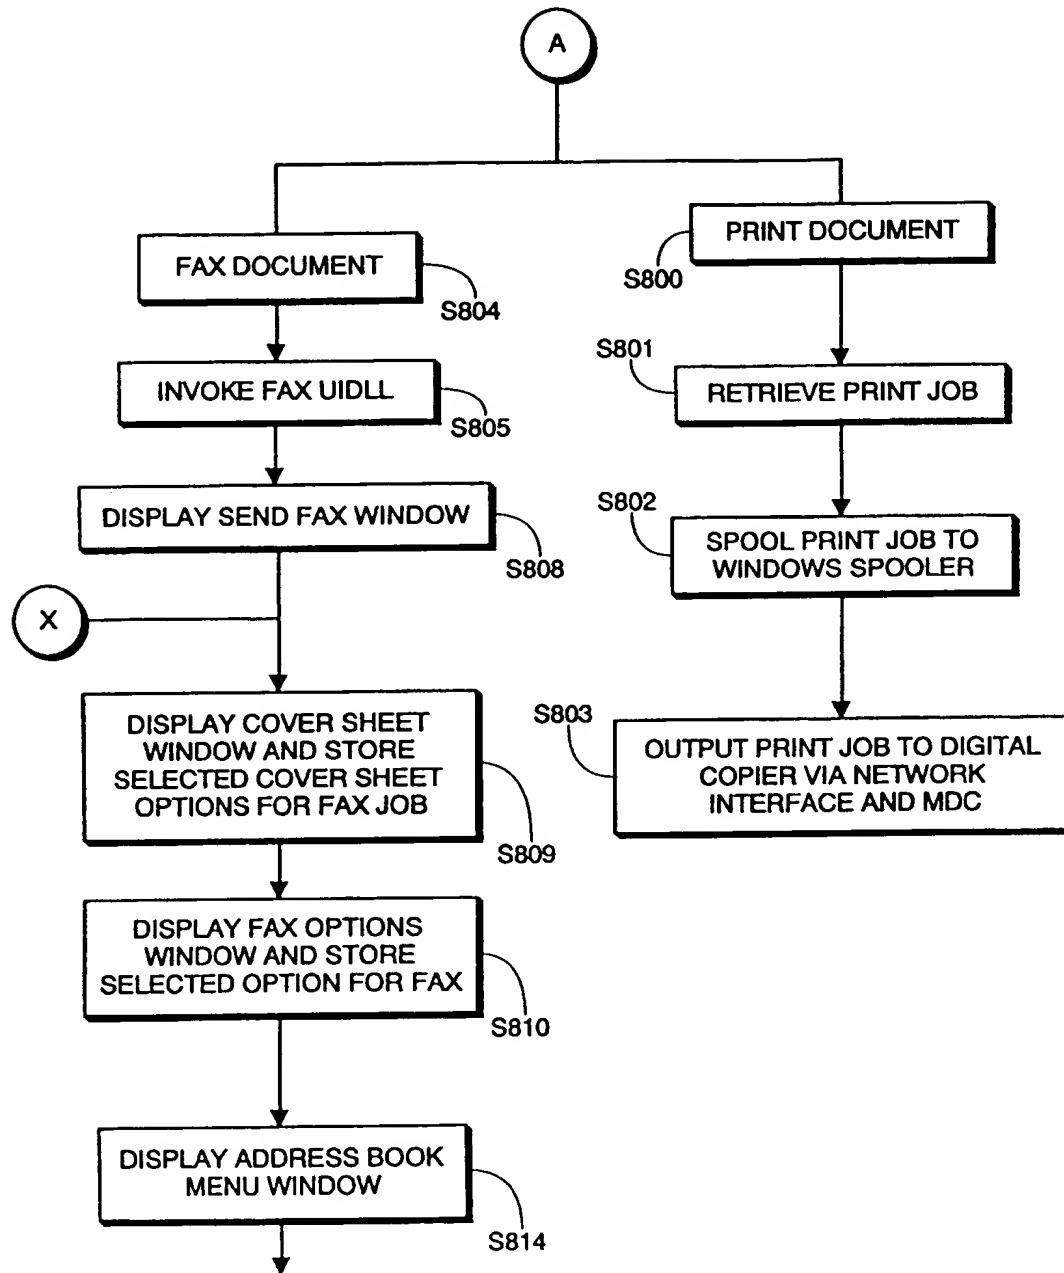 A
FAX DOCUMENT
S804
INVOKE FAX UIDLL
S805
DISPLAY SEND FAX WINDOW
S808
X
DISPLAY COVER SHEET
WINDOW AND STORE
SELECTED COVER SHEET
OPTIONS FOR FAX JOB
S809
DISPLAY FAX OPTIONS
WINDOW AND STORE
SELECTED OPTION FOR FAX
S810
DISPLAY ADDRESS BOOK
MENU WINDOW
S814
PRINT DOCUMENT
S800
S801
RETRIEVE PRINT JOB
S802
SPOOL PRINT JOB TO
WINDOWS SPOOLER
S803
OUTPUT PRINT JOB TO DIGITAL
COPIER VIA NETWORK
INTERFACE AND MDC